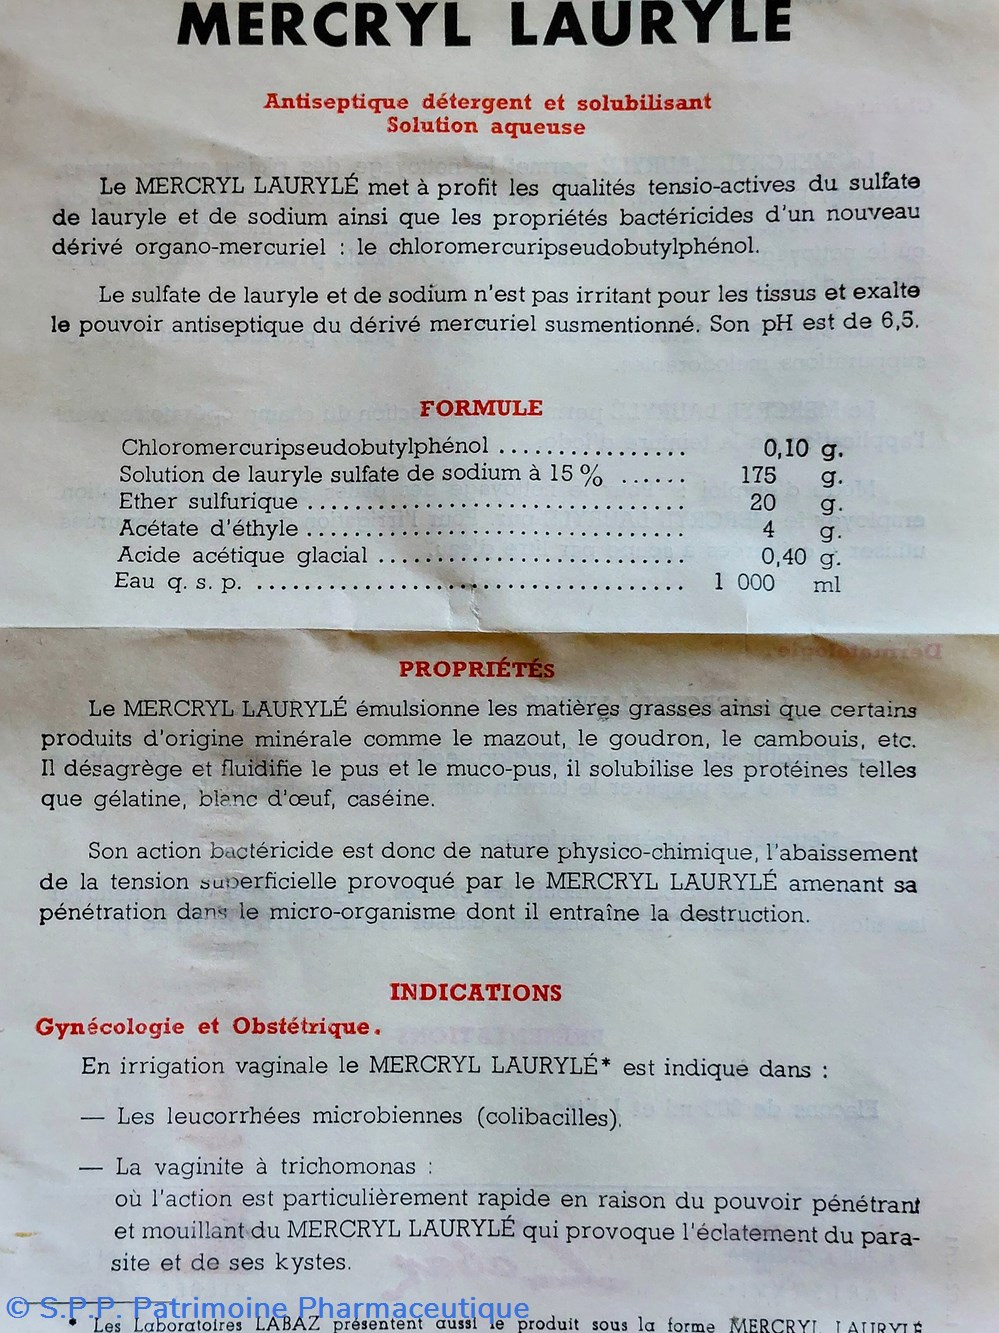 MERCRYL LAURYLÉ
Antiseptique détergent et solubilisant
Solution aqueuse
Le MERCRYL LAURYLÉ met à profit les qualités tensio-actives du sulfate
de lauryle et de sodium ainsi que les propriétés bactéricides d'un nouveau
dérivé organo-mercuriel : le chloromercuripseudobutylphénol.
Le sulfate de lauryle et de sodium n'est pas irritant pour les tissus et exalte
le pouvoir antiseptique du dérivé mercuriel susmentionné. Son pH est de 6,5.
FORMULE
Chloromercuripseudobutylphénol ................ 0,10 g.
Solution de lauryle sulfate de sodium à 15 % ...... 175 g.
Ether sulfurique ................................. 20 g.
Acétate d'éthyle ................................. 4 g.
Acide acétique glacial ........................... 0,40 g.
Eau q. s. p. ..................................... 1 000 ml
PROPRIÉTÉS
Le MERCRYL LAURYLÉ émulsionne les matières grasses ainsi que certains
produits d'origine minérale comme le mazout, le goudron, le cambouis, etc.
Il désagrège et fluidifie le pus et le muco-pus, il solubilise les protéines telles
que gélatine, blanc d'œuf, caséine.
Son action bactéricide est donc de nature physico-chimique, l'abaissement
de la tension superficielle provoqué par le MERCRYL LAURYLÉ amenant sa
pénétration dans le micro-organisme dont il entraîne la destruction.
INDICATIONS
Gynécologie et Obstétrique.
En irrigation vaginale le MERCRYL LAURYLÉ* est indiqué dans :
— Les leucorrhées microbiennes (colibacilles).
— La vaginite à trichomonas :
où l'action est particulièrement rapide en raison du pouvoir pénétrant
et mouillant du MERCRYL LAURYLÉ qui provoque l'éclatement du para-
site et de ses kystes.
© S.P.P. Patrimoine Pharmaceutique
* Les Laboratoires LABAZ présentent aussi le produit sous la forme MERCRYL LAURYLÉ